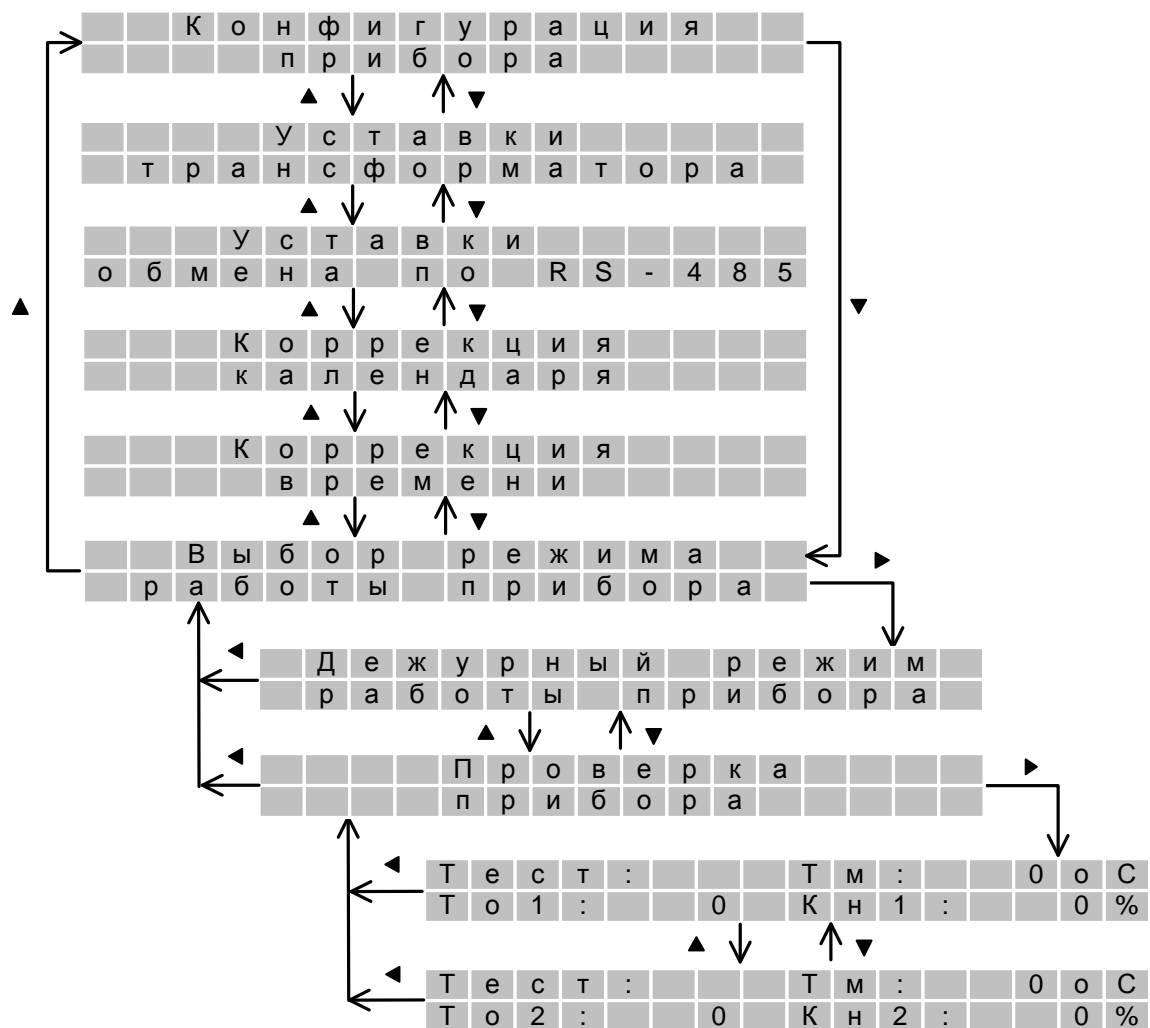 Конфигурация
прибора
▲ ▼
Уставки
трансформатора
▲ ▼
Уставки
обмена по RS-485
▲ ▼
▲ ▼
Коррекция
календаря
▲ ▼
Коррекция
времени
▲ ▼
Выбор режима
▶
работы прибора
◀
Дежурный режим
работы прибора
▲ ▼
◀
Проверка
▶
прибора
◀
Тест: Тм: 0оС
То1: 0 Кн1: 0%
▲ ▼
◀
Тест: Тм: 0оС
То2: 0 Кн2: 0%